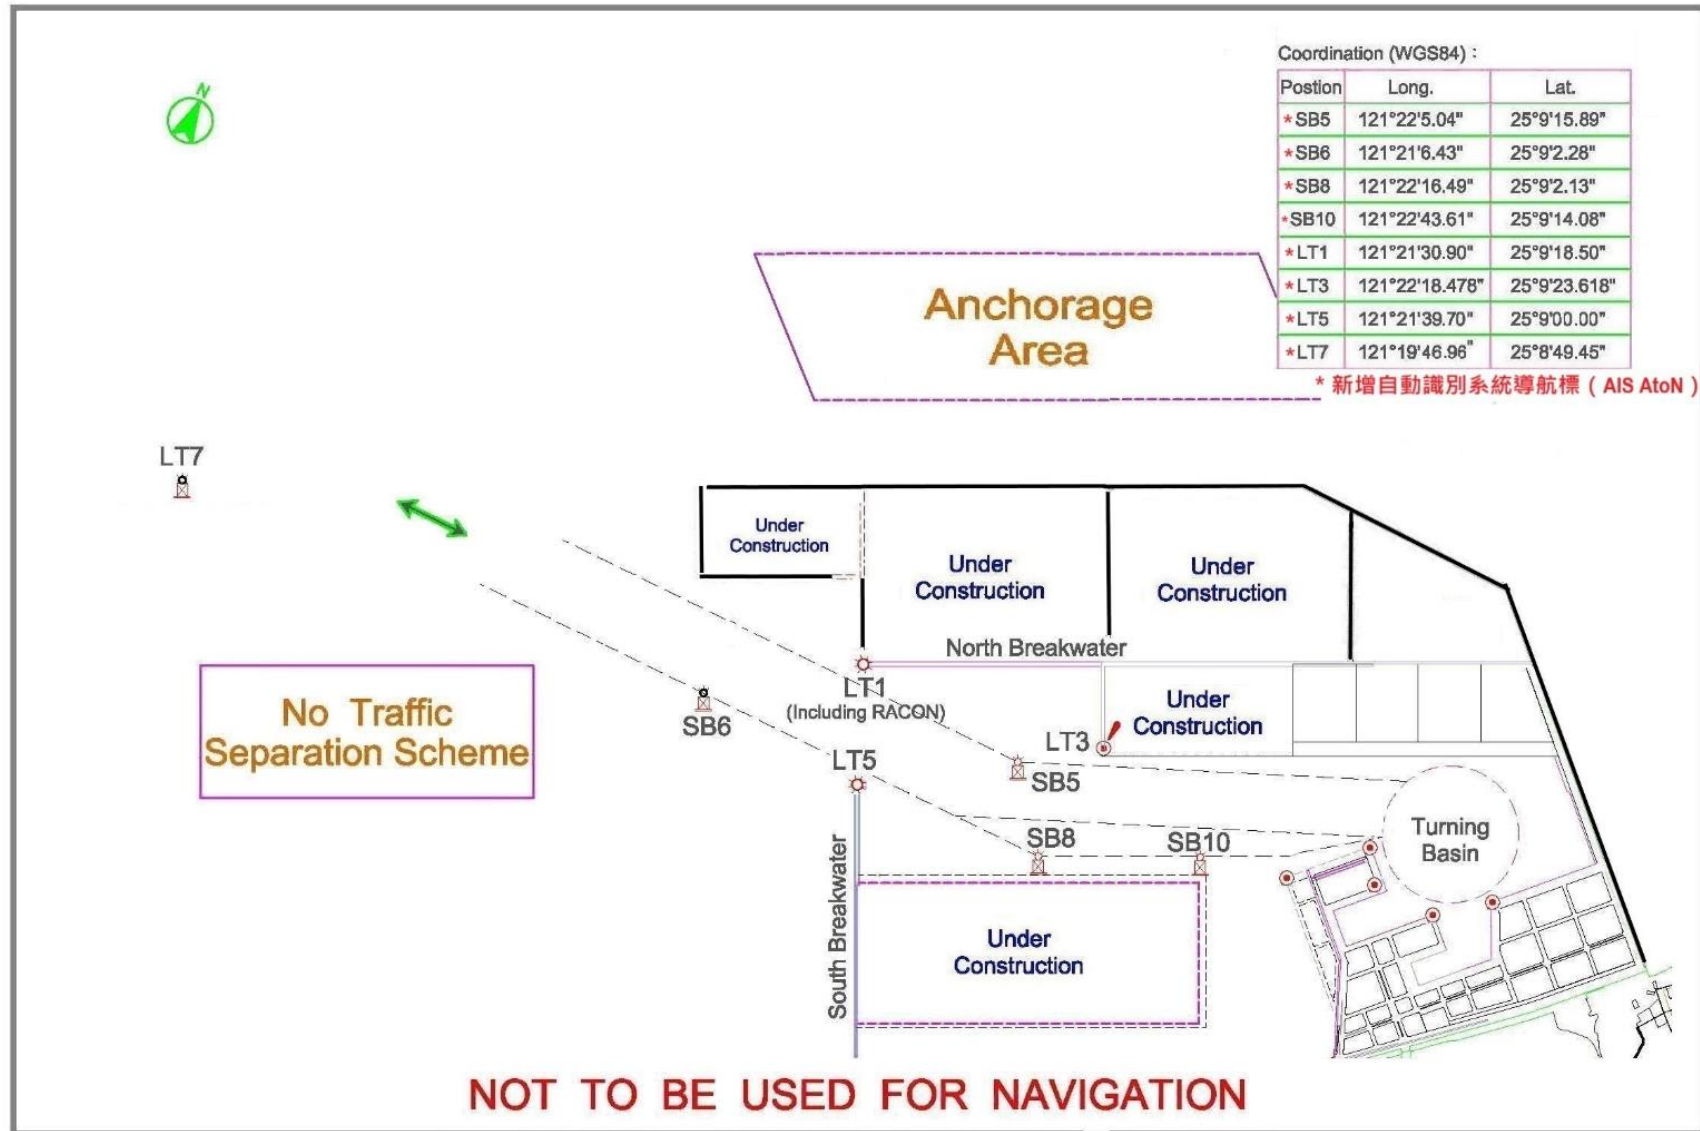 N
Coordination (WGS84) :
Postion Long. Lat.
*SB5 121°22'5.04" 25°9'15.89"
*SB6 121°21'6.43" 25°9'2.28"
*SB8 121°22'16.49" 25°9'2.13"
*SB10 121°22'43.61" 25°9'14.08"
*LT1 121°21'30.90" 25°9'18.50"
*LT3 121°22'18.478" 25°9'23.618"
*LT5 121°21'39.70" 25°9'00.00"
*LT7 121°19'46.96" 25°8'49.45"
* 新增自動識別系統導航標 ( AIS AtoN )
Anchorage
Area
LT7
Under
Construction
Under
Construction
Under
Construction
North Breakwater
LT1
(Including RACON)
SB6
No Traffic
Separation Scheme
Under
Construction
LT3
LT5
SB5
SB8
SB10
Turning
Basin
South Breakwater
Under
Construction
NOT TO BE USED FOR NAVIGATION